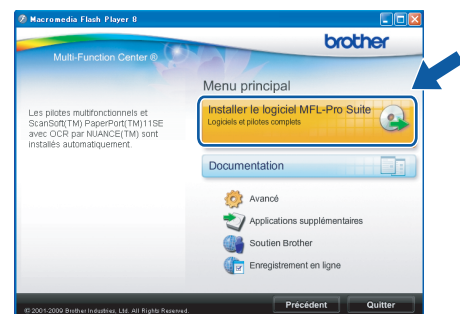 Macromedia Flash Player 8
brother
Multi-Function Center ®
Menu principal
Les pilotes multifonctionnels et
ScanSoft(TM) PaperPort(TM)11SE
avec OCR par NUANCE(TM) sont
installés automatiquement.
Installer le logiciel MFL-Pro Suite
Logiciels et pilotes complets
Documentation
Avancé
Applications supplémentaires
Soutien Brother
Enregistrement en ligne
© 2001-2009 Brother Industries, Ltd. All Rights Reserved.
Précédent
Quitter